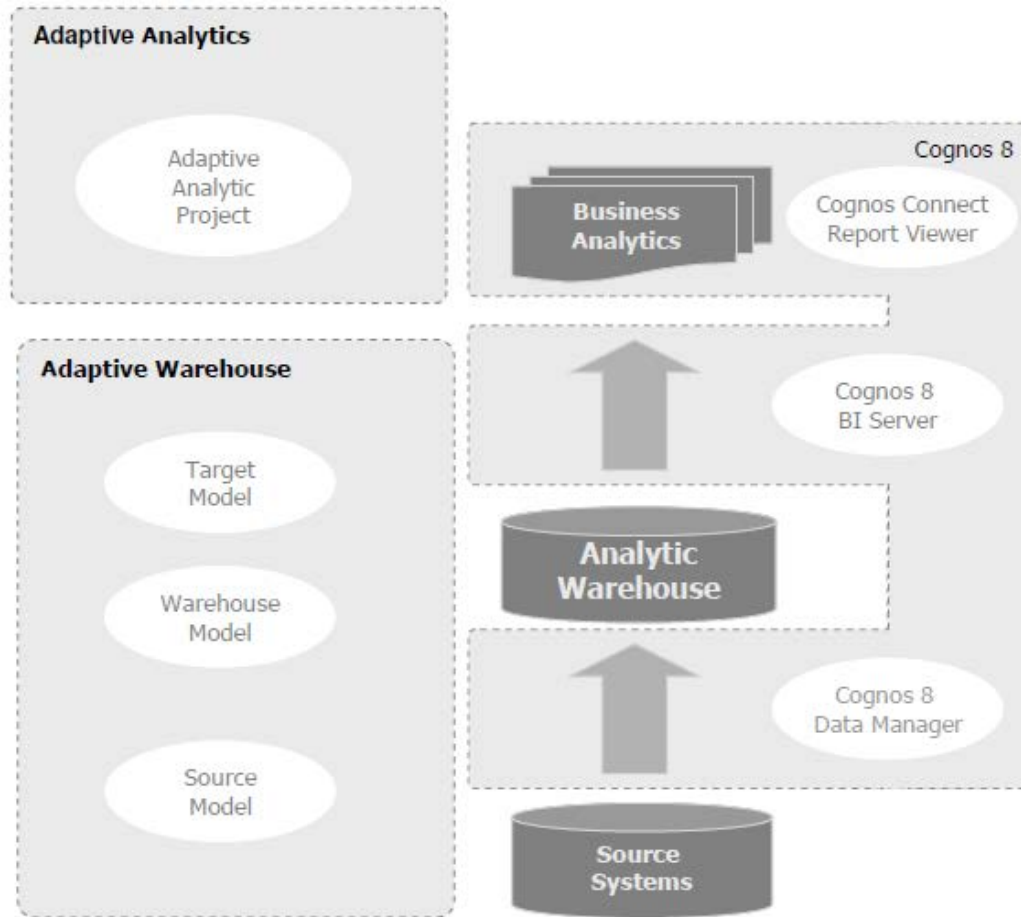 Adaptive Analytics
Adaptive
Analytic
Project
Adaptive Warehouse
Target
Model
Warehouse
Model
Source
Model
Cognos 8
Business
Analytics
Cognos Connect
Report Viewer
Cognos 8
BI Server
Analytic
Warehouse
Cognos 8
Data Manager
Source
Systems